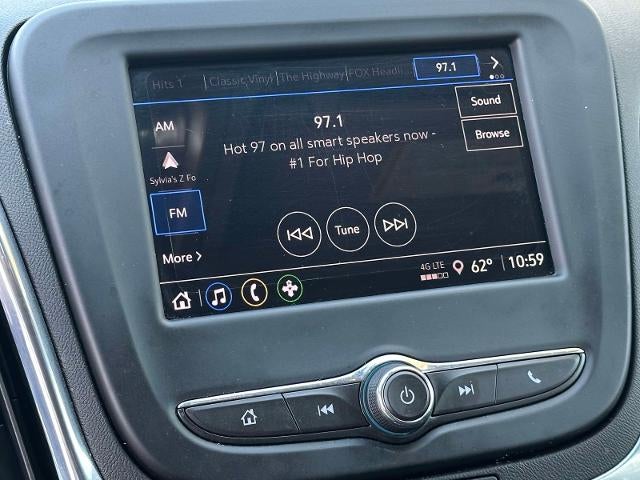 Hits 1 Classic Vinyl The Highway FOX Headli 97.1
AM
97.1
Sound
Hot 97 on all smart speakers now -
#1 For Hip Hop
Browse
Sylvia's Z Fo
FM
Tune
More
4G LTE 62° 10:59